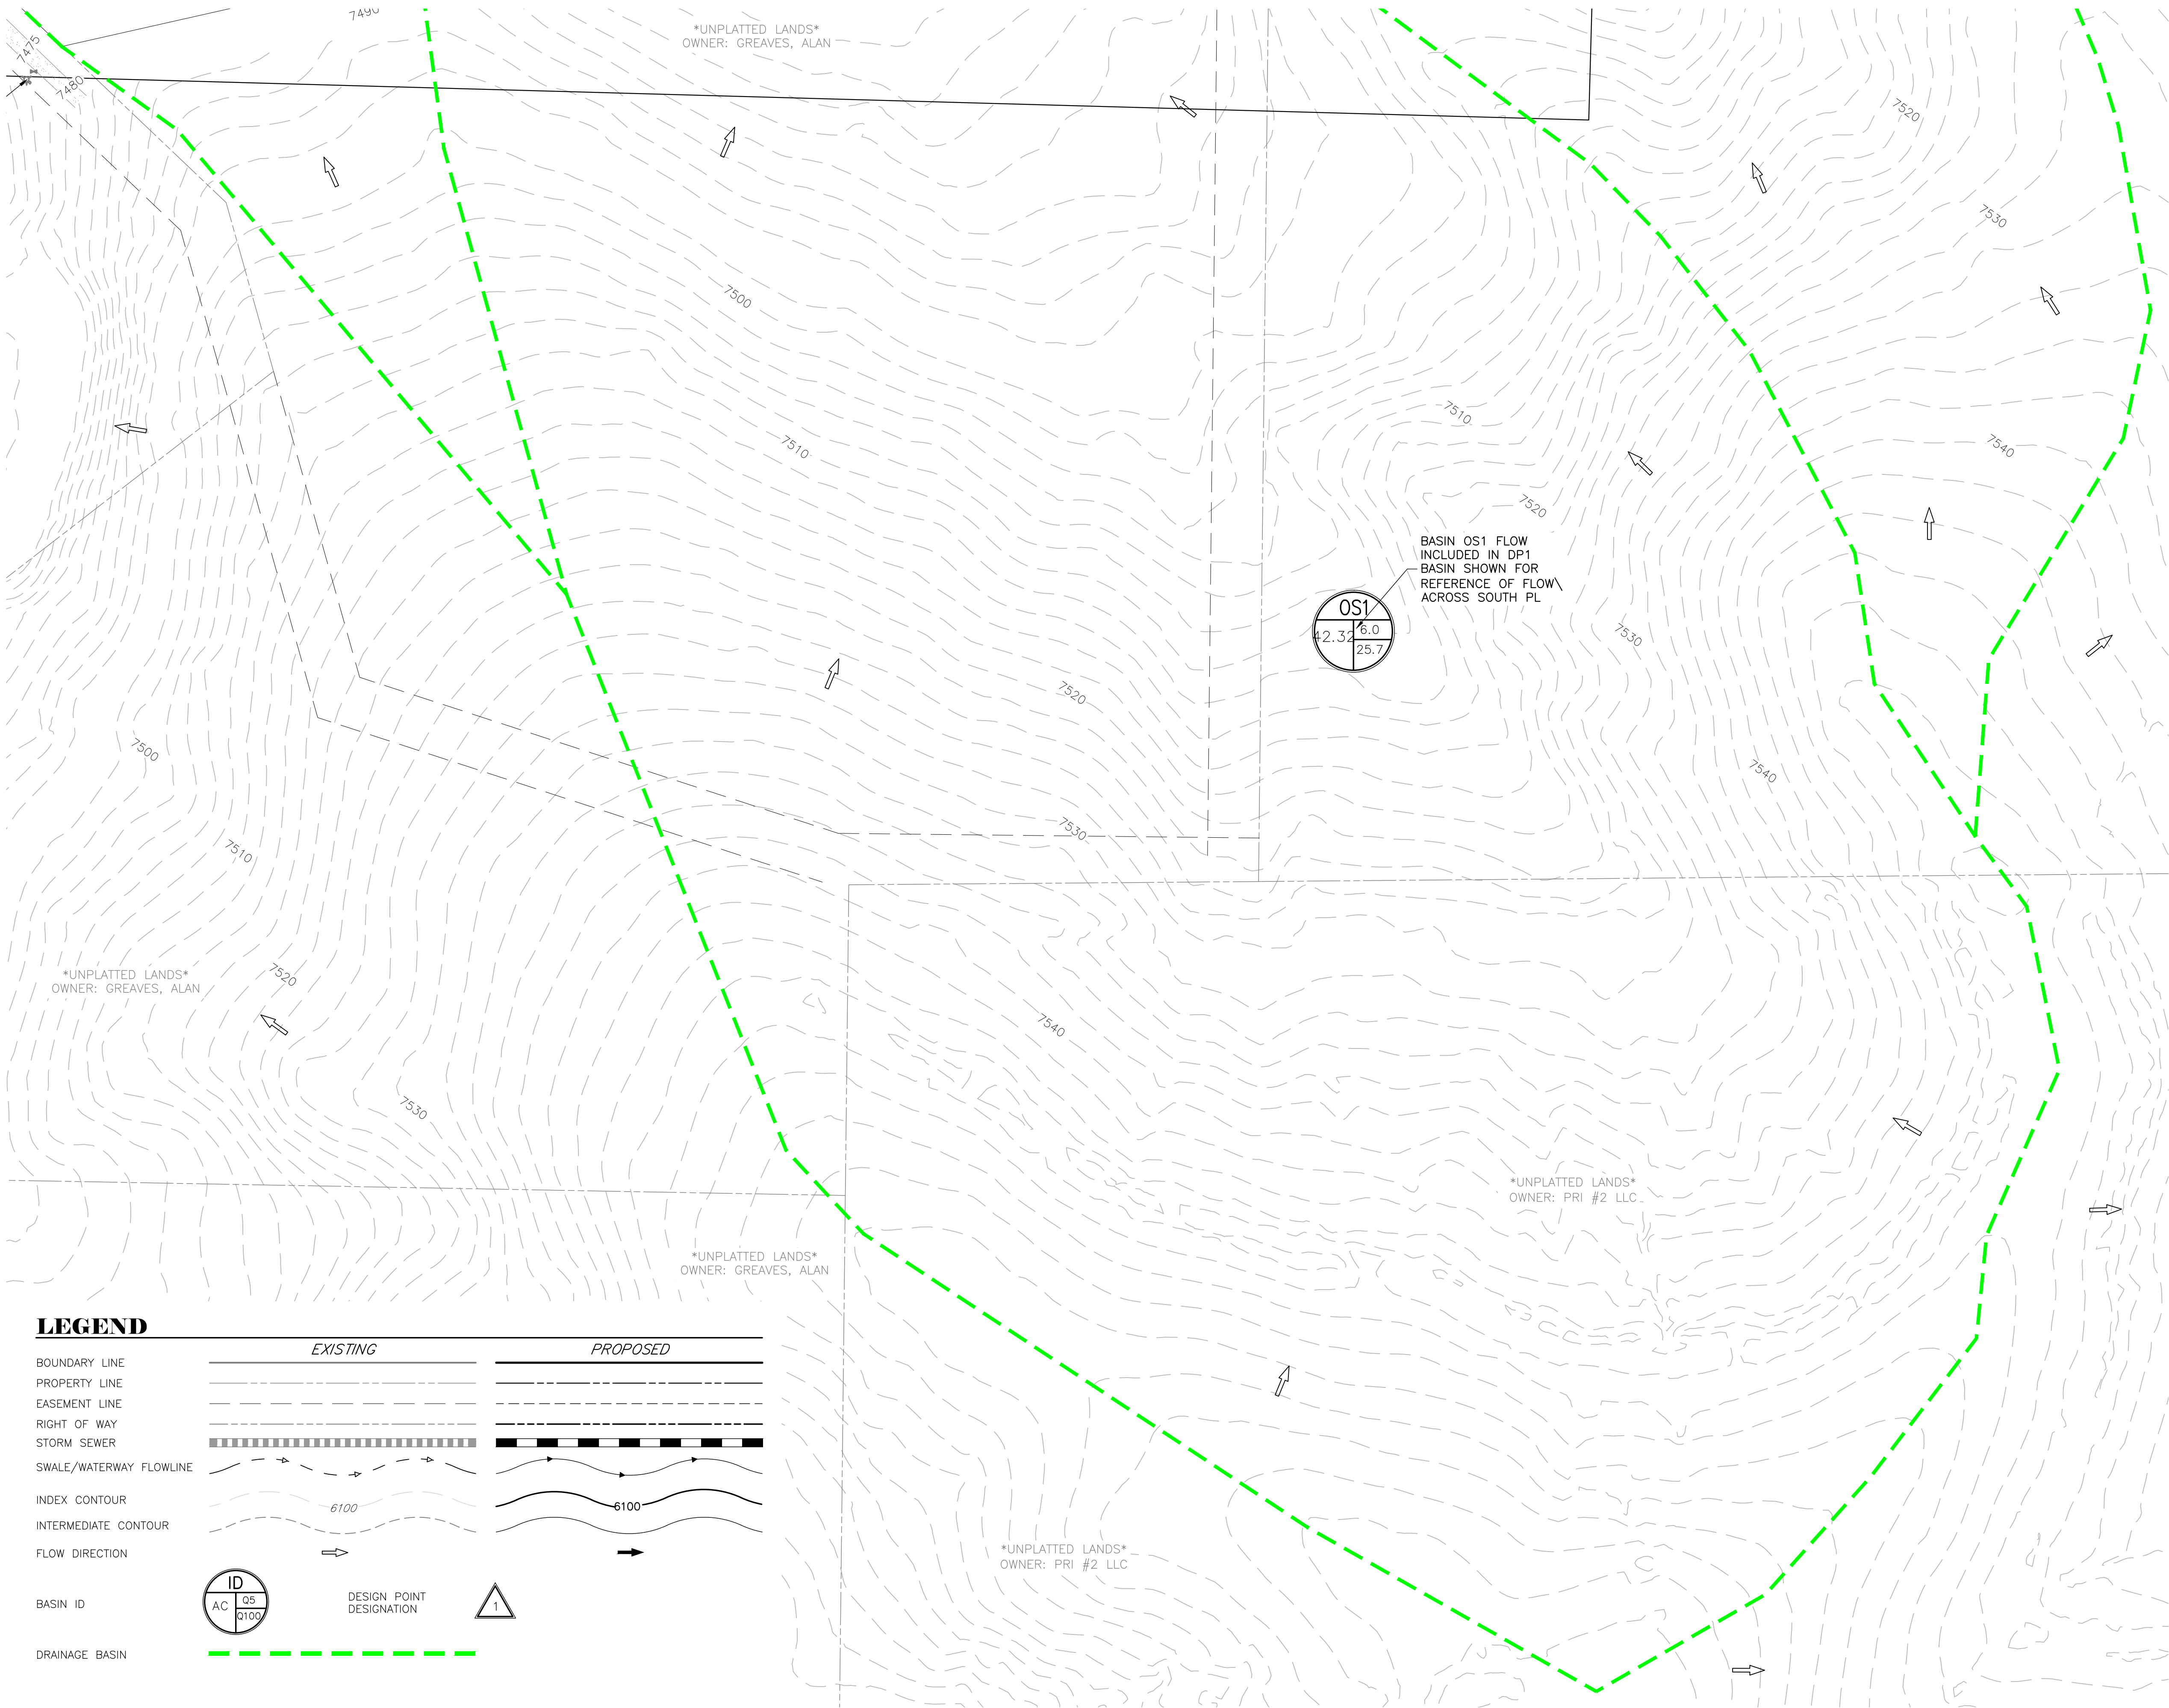 7490
*UNPLATTED LANDS*
OWNER: GREAVES, ALAN
7475
7480
7520
7530
7500
7510
7510
7540
7520
BASIN OS1 FLOW
INCLUDED IN DP1
BASIN SHOWN FOR
REFERENCE OF FLOW\
ACROSS SOUTH PL
OS1
42.32
6.0
25.7
7530
7520
7500
7540
7530
7510
*UNPLATTED LANDS*
OWNER: GREAVES, ALAN
7520
7540
7530
*UNPLATTED LANDS*
OWNER: PRI #2 LLC
*UNPLATTED LANDS*
OWNER: GREAVES, ALAN
*UNPLATTED LANDS*
OWNER: PRI #2 LLC
LEGEND
EXISTING PROPOSED
BOUNDARY LINE
PROPERTY LINE
EASEMENT LINE
RIGHT OF WAY
STORM SEWER
SWALE/WATERWAY FLOWLINE
INDEX CONTOUR 6100 6100
INTERMEDIATE CONTOUR
FLOW DIRECTION
BASIN ID
ID
AC
Q5
Q100
DESIGN POINT
DESIGNATION
1
DRAINAGE BASIN